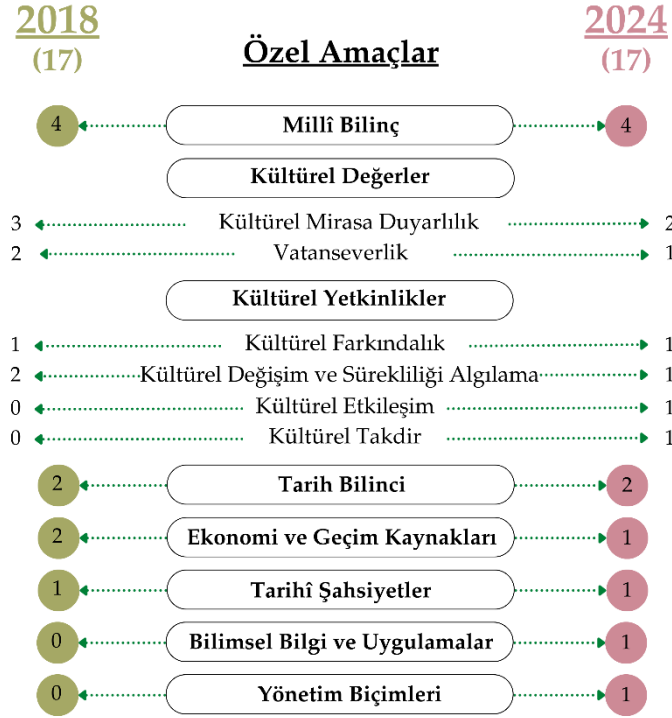 2018 2024
(17) Özel Amaçlar (17)
4 Millî Bilinç 4
Kültürel Değerler
3 Kültürel Mirasa Duyarlılık 2
2 Vatanseverlik 1
Kültürel Yetkinlikler
1 Kültürel Farkındalık 1
2 Kültürel Değişim ve Sürekliliği Algılama 1
0 Kültürel Etkileşim 1
0 Kültürel Takdir 1
2 Tarih Bilinci 2
2 Ekonomi ve Geçim Kaynakları 1
1 Tarihî Şahsiyetler 1
0 Bilimsel Bilgi ve Uygulamalar 1
0 Yönetim Biçimleri 1